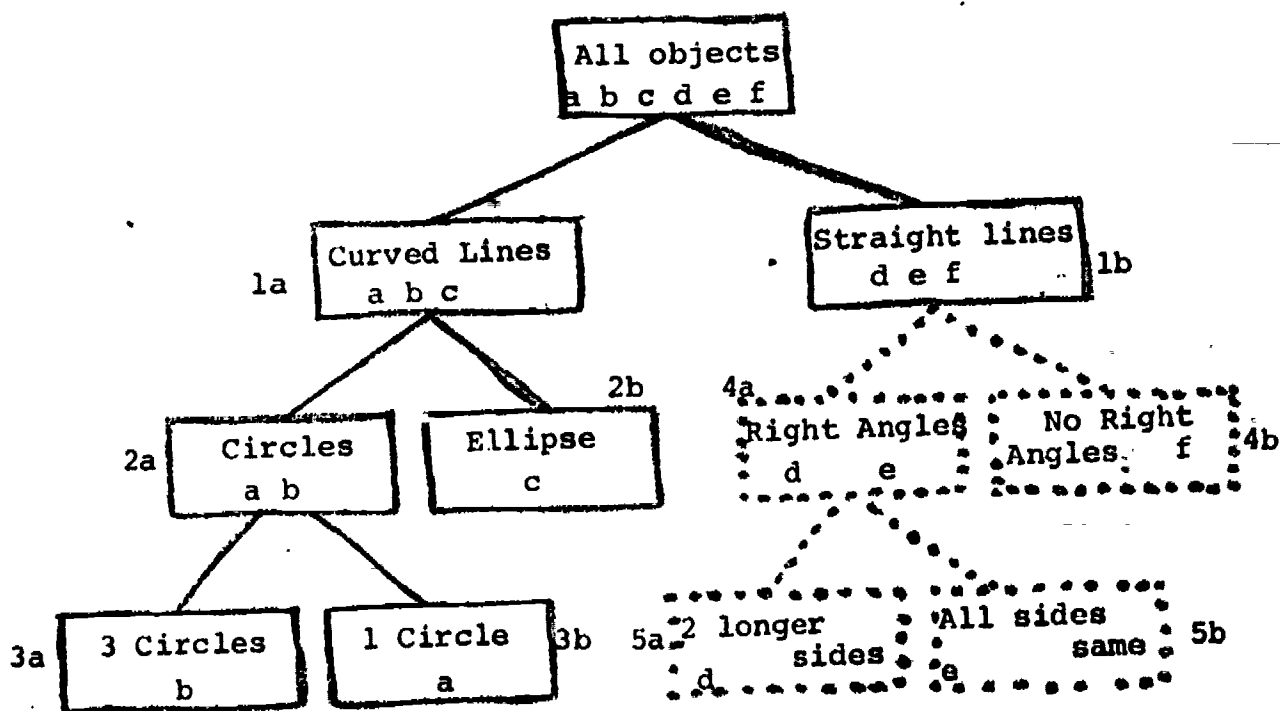 All objects
a b c d e f
Curved Lines
a b c
1a
Straight lines
d e f
1b
2a
Circles
a b
2b
Ellipse
c
4a
Right Angles
d e
No Right
Angles. f
4b
3a
3 Circles
b
1 Circle
a
3b
5a
2 longer
sides
d
All sides
same
e
5b